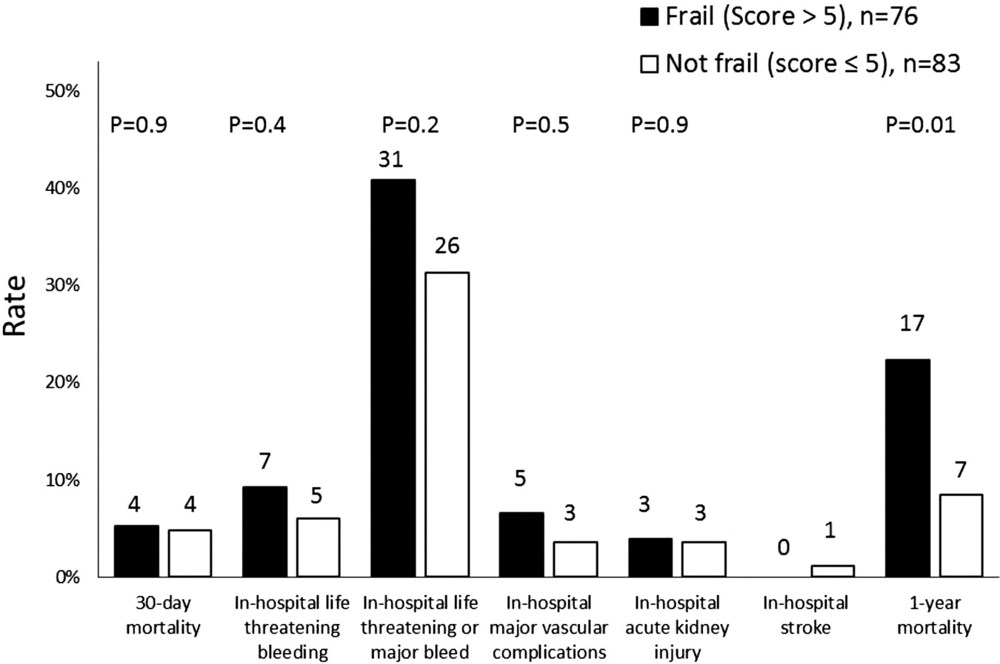 Frail (Score > 5), n=76
Not frail (score ≤ 5), n=83
Rate
50%
40%
30%
20%
10%
0%
P=0.9
P=0.4
P=0.2
P=0.5
P=0.9
P=0.01
4
4
7
5
31
26
5
3
3
3
0
1
17
7
30-day
mortality
In-hospital life
threatening
bleeding
In-hospital life
threatening or
major bleed
In-hospital
major vascular
complications
In-hospital
acute kidney
injury
In-hospital
stroke
1-year
mortality